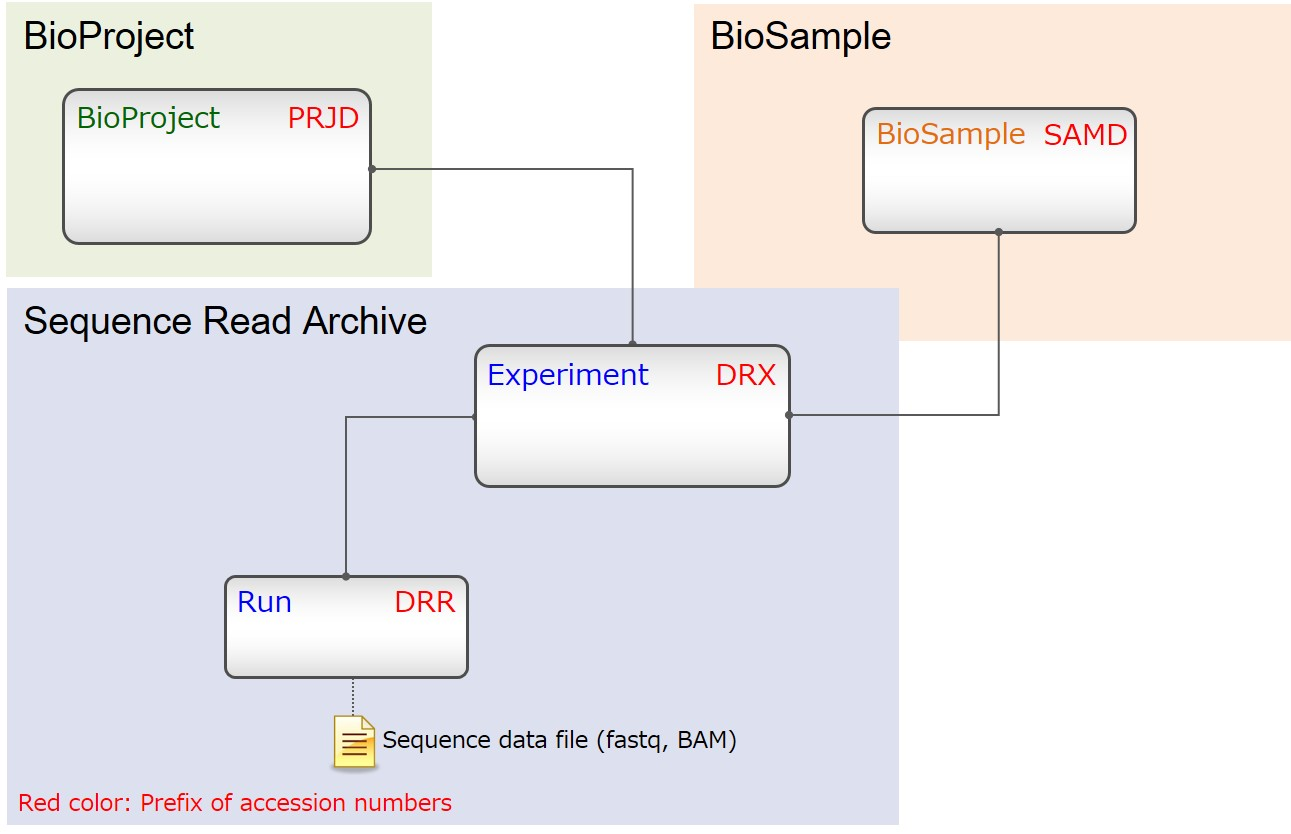 BioProject
BioProject PRJD
BioSample
BioSample SAMD
Sequence Read Archive
Experiment DRX
Run DRR
Sequence data file (fastq, BAM)
Red color: Prefix of accession numbers